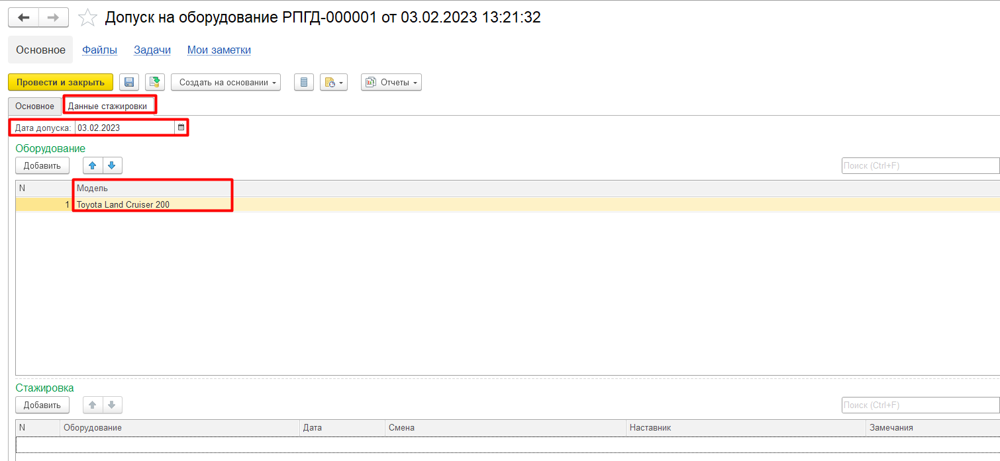 Допуск на оборудование РПГД-000001 от 03.02.2023 13:21:32
Основное Файлы Задачи Мои заметки
Провести и закрыть Создать на основании Отчеты
Основное Данные стажировки
Дата допуска: 03.02.2023
Оборудование
Добавить Поиск (Ctrl+F)
N Модель
1 Toyota Land Cruiser 200
Стажировка
Добавить Поиск (Ctrl+F)
N Оборудование Дата Смена Наставник Замечания